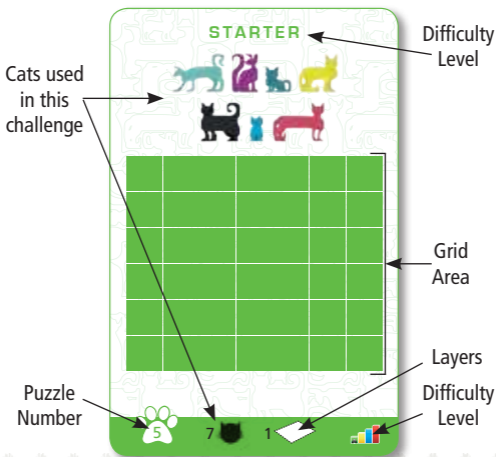 STARTER
Difficulty
Level
Cats used
in this
challenge
Grid
Area
Layers
Puzzle
Number
Difficulty
Level
5
7
1